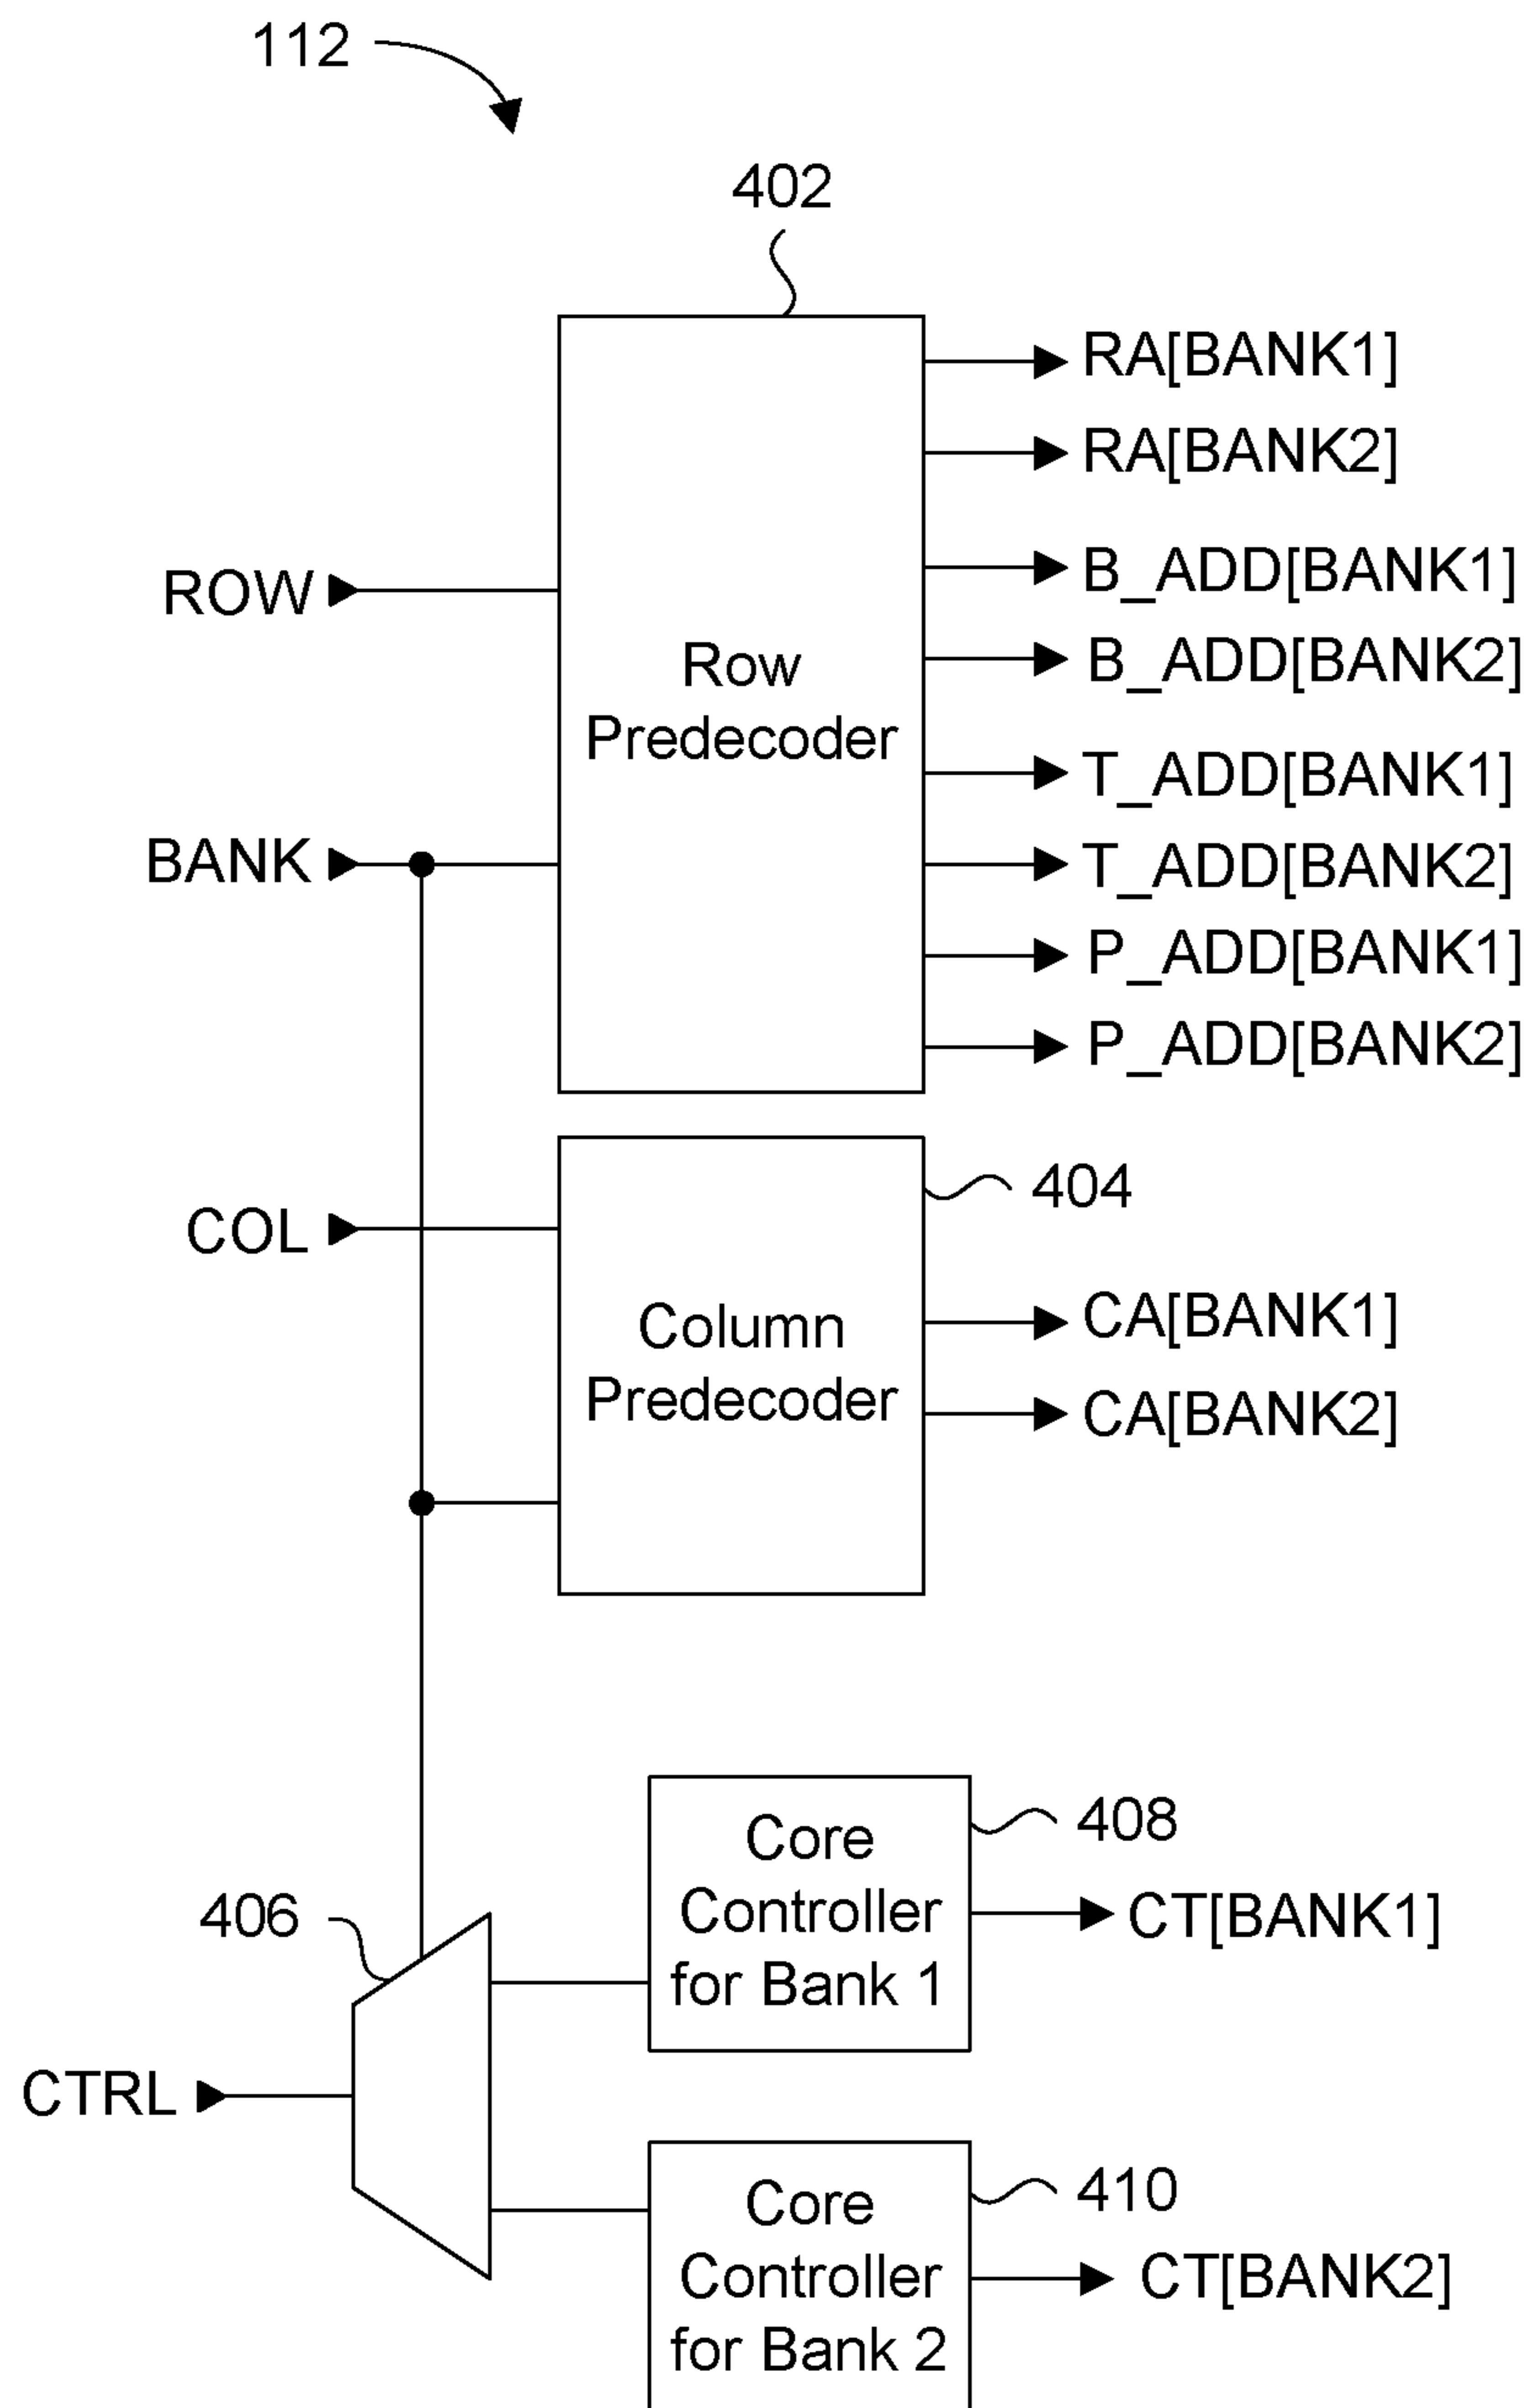 112
402
RA[BANK1]
RA[BANK2]
B_ADD[BANK1]
ROW
B_ADD[BANK2]
Row
Predecoder
T_ADD[BANK1]
BANK
T_ADD[BANK2]
P_ADD[BANK1]
P_ADD[BANK2]
404
COL
CA[BANK1]
Column
Predecoder
CA[BANK2]
408
Core
Controller
for Bank 1
406
CT[BANK1]
CTRL
410
Core
Controller
for Bank 2
CT[BANK2]